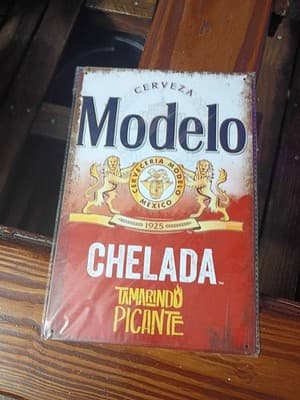 CERVEZA
Modelo
CERVECERIA MODELO
MEXICO
1925
CHELADA
TAMARINDO
PICANTE